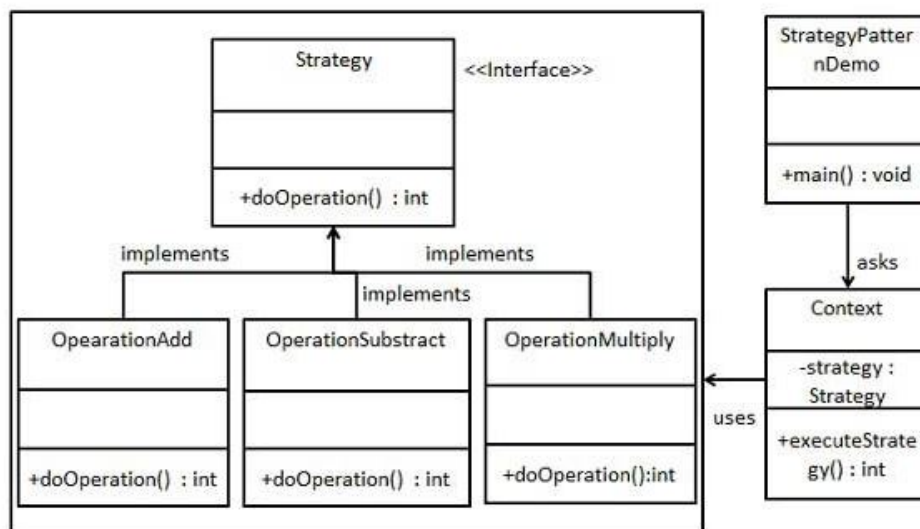 Strategy
<<Interface>>
+doOperation() : int
implements
implements
implements
OpearationAdd
+doOperation() : int
OperationSubstract
+doOperation() : int
OperationMultiply
+doOperation():int
StrategyPatter
nDemo
+main() : void
asks
Context
-strategy :
Strategy
+executeStrate
gy() : int
uses